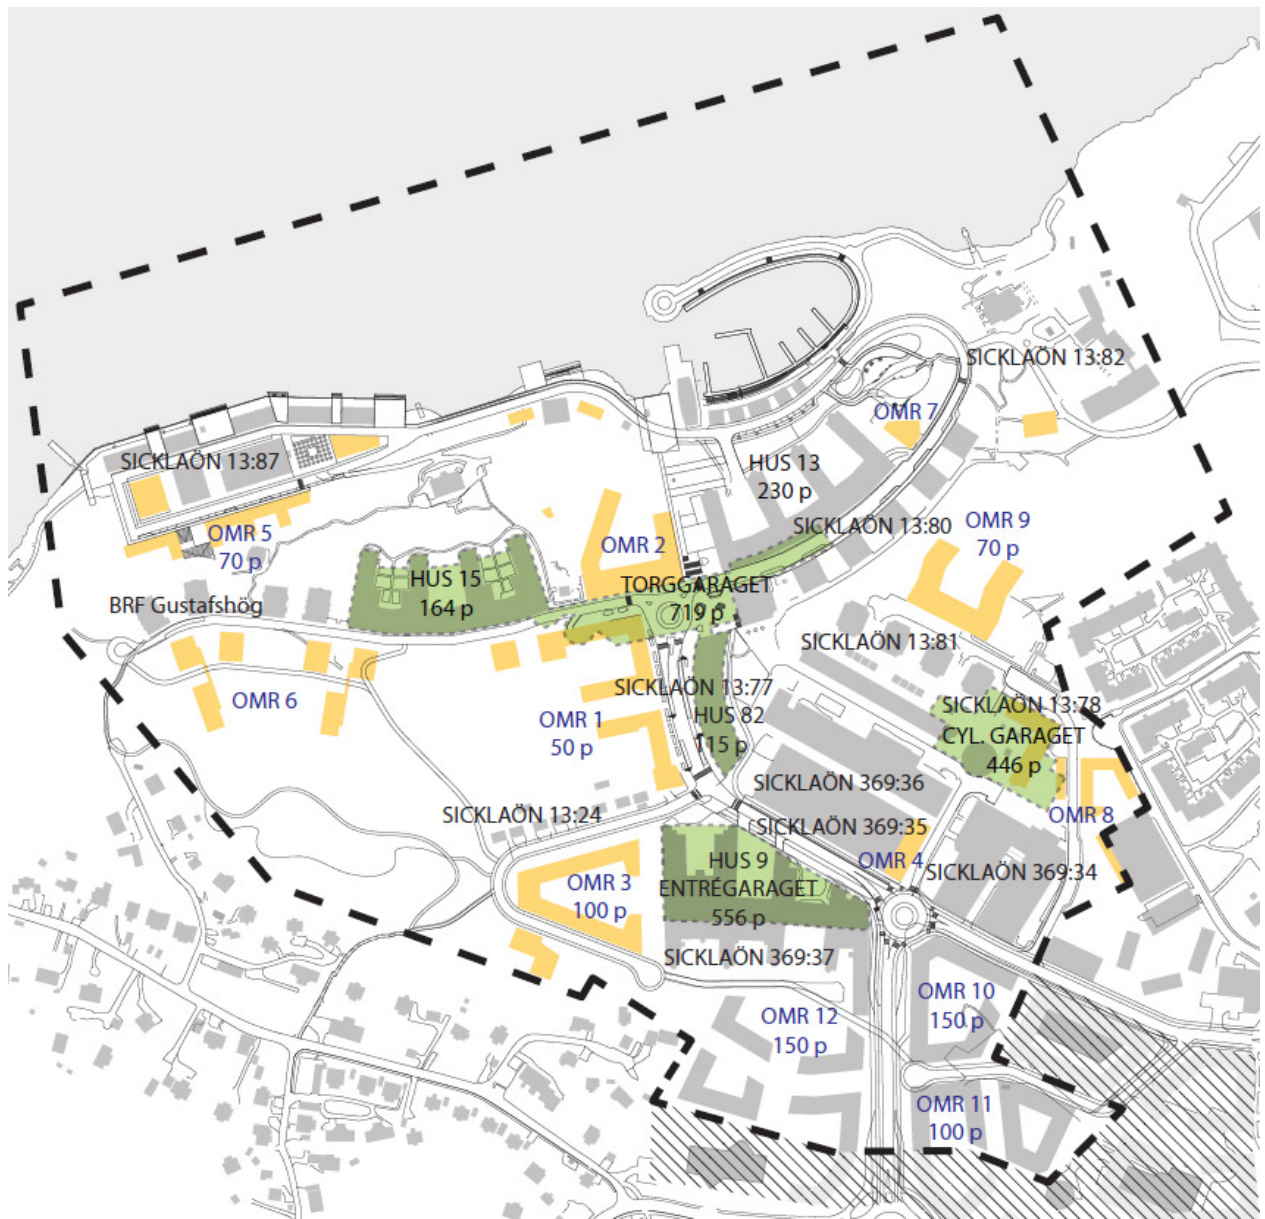 SICKLAÖN 13:82
OMR 7
SICKLAÖN 13:87
HUS 13
230 p
SICKLAÖN 13:80
OMR 9
70 p
OMR 5
70 p
OMR 2
HUS 15
164 p
TORGGARAGET
719 p
BRF Gustafshög
SICKLAÖN 13:81
SICKLAÖN 13:77
OMR 6
HUS 82
115 p
OMR 1
50 p
SICKLAÖN 13:78
CYL. GARAGET
446 p
SICKLAÖN 369:36
SICKLAÖN 13:24
SICKLAÖN 369:35
OMR 8
HUS 9
ENTRÉGARAGET
556 p
OMR 4
SICKLAÖN 369:34
OMR 3
100 p
SICKLAÖN 369:37
OMR 10
150 p
OMR 12
150 p
OMR 11
100 p